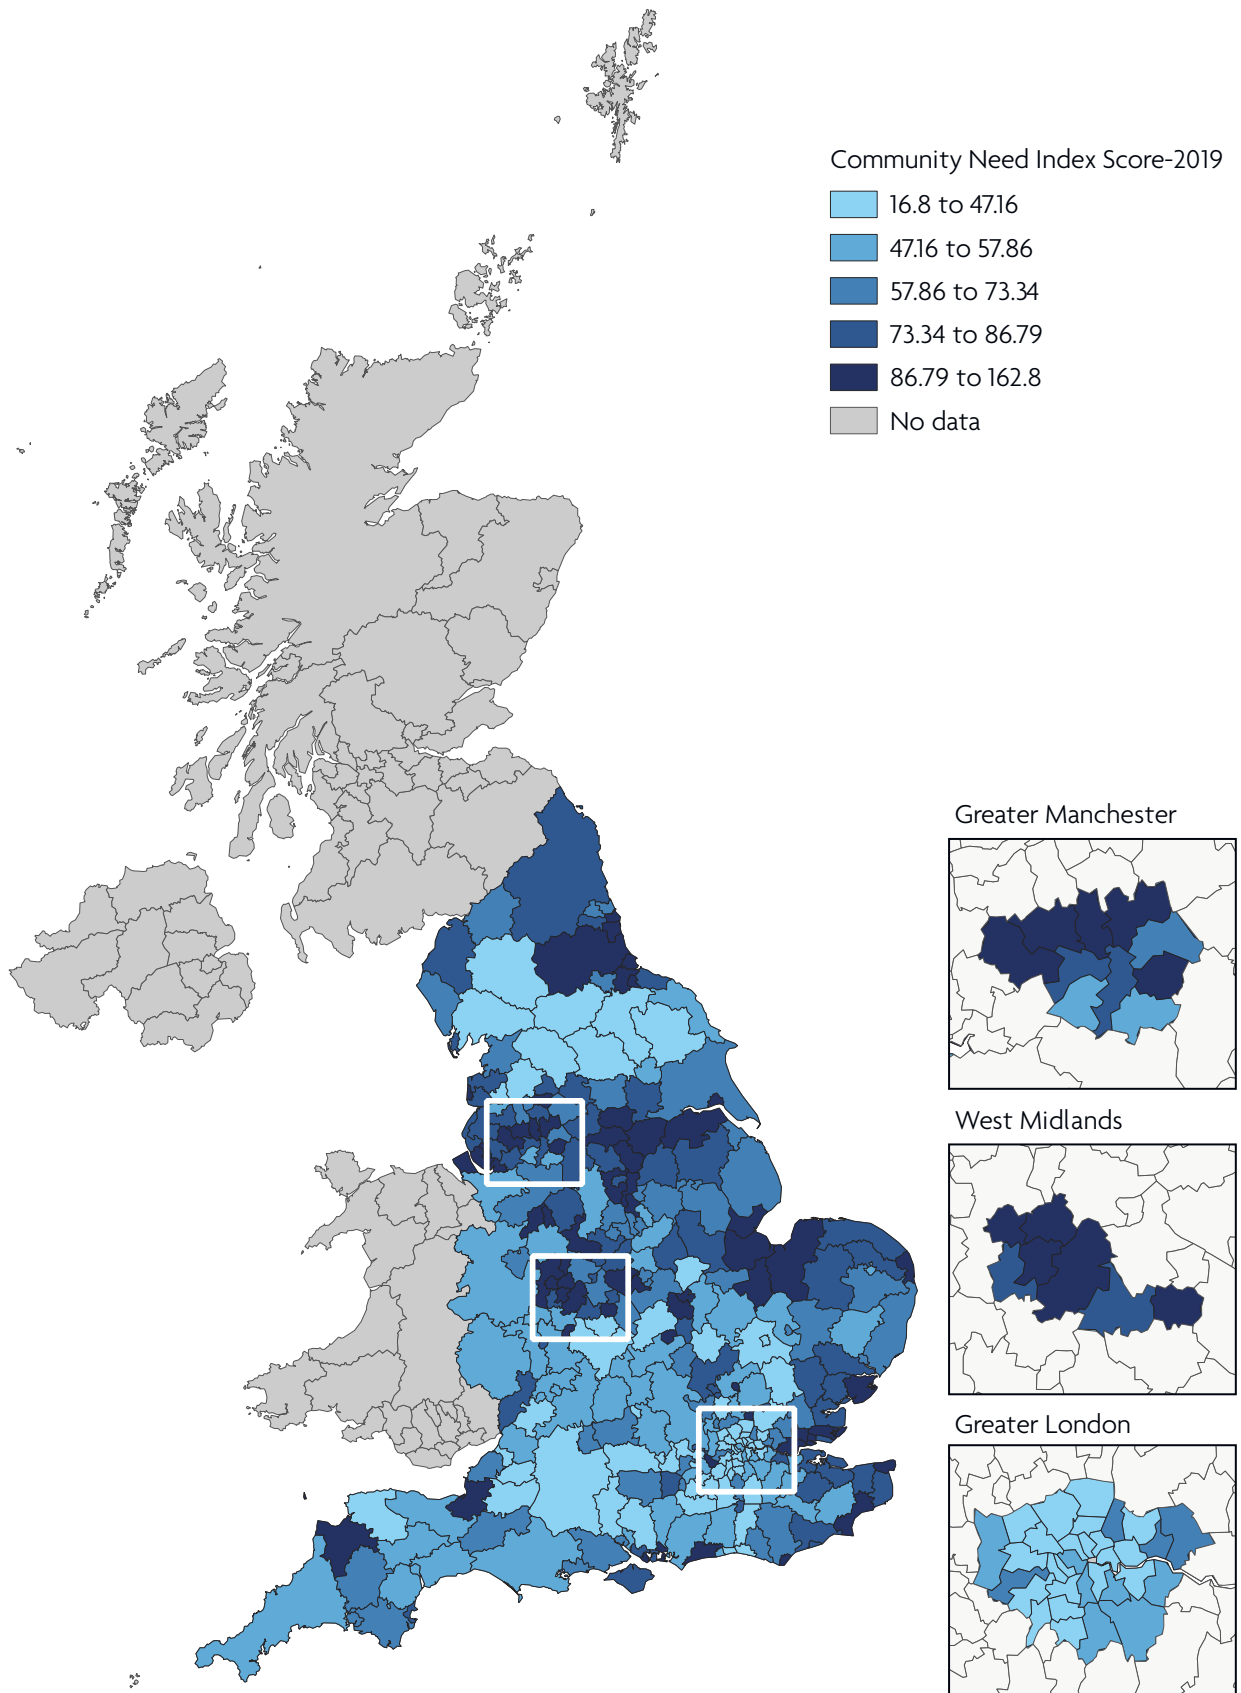 Community Need Index Score-2019
16.8 to 47.16
47.16 to 57.86
57.86 to 73.34
73.34 to 86.79
86.79 to 162.8
No data
Greater Manchester
West Midlands
Greater London